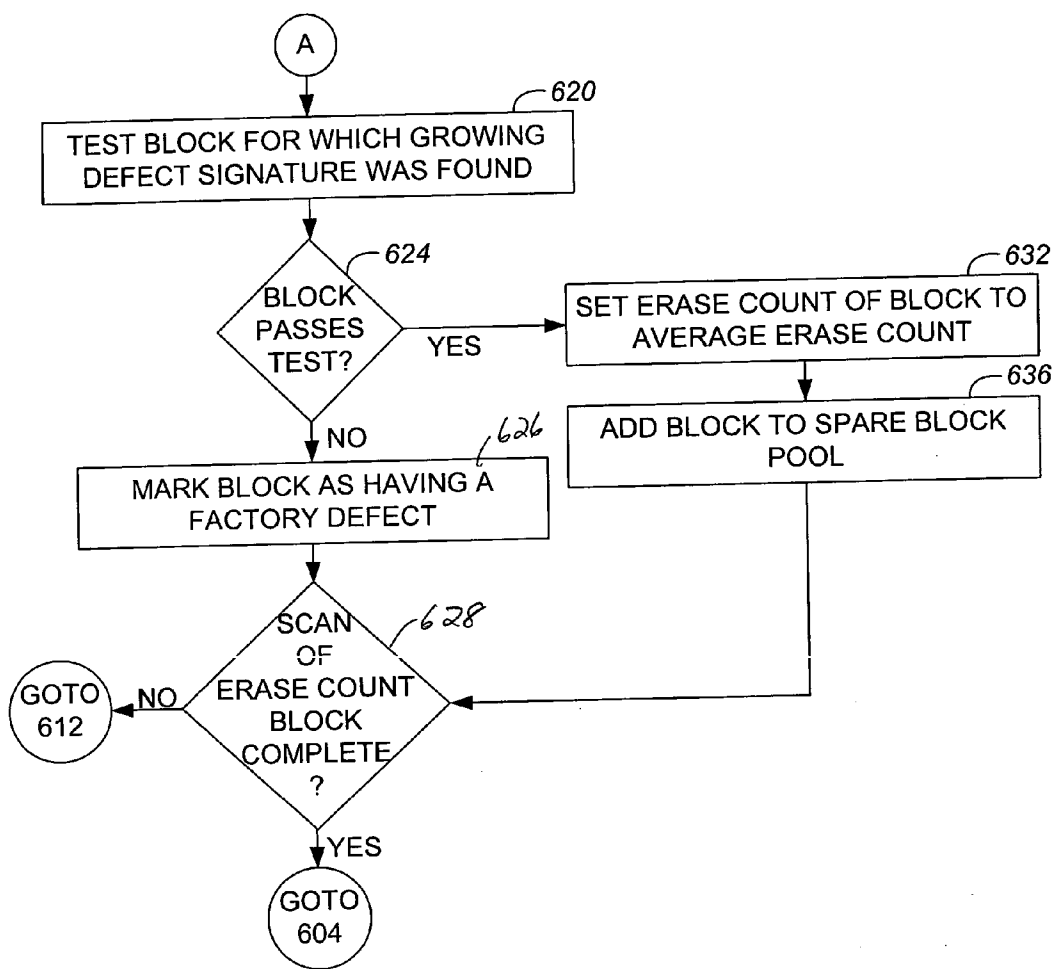 A
620
TEST BLOCK FOR WHICH GROWING
DEFECT SIGNATURE WAS FOUND
624
BLOCK
PASSES
TEST?
YES
632
SET ERASE COUNT OF BLOCK TO
AVERAGE ERASE COUNT
636
ADD BLOCK TO SPARE BLOCK
POOL
NO
626
MARK BLOCK AS HAVING A
FACTORY DEFECT
628
SCAN
OF
ERASE COUNT
BLOCK
COMPLETE
?
NO
GOTO
612
YES
GOTO
604